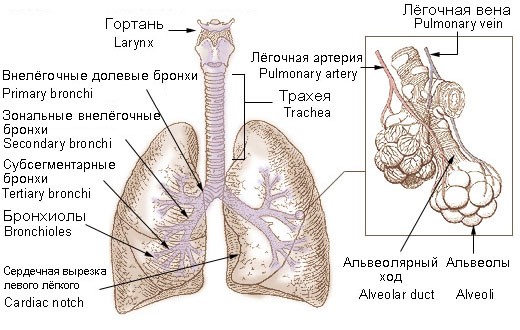 Гортань
Larynx
Внелёгочные долевые бронхи
Primary bronchi
Зональные внелёгочные
бронхи
Secondary bronchi
Субсегментарные
бронхи
Tertiary bronchi
Бронхиолы
Bronchioles
Сердечная вырезка
левого лёгкого
Cardiac notch
Трахея
Trachea
Лёгочная артерия
Pulmonary artery
Лёгочная вена
Pulmonary vein
Альвеолярный
ход
Alveolar duct
Альвеолы
Alveoli